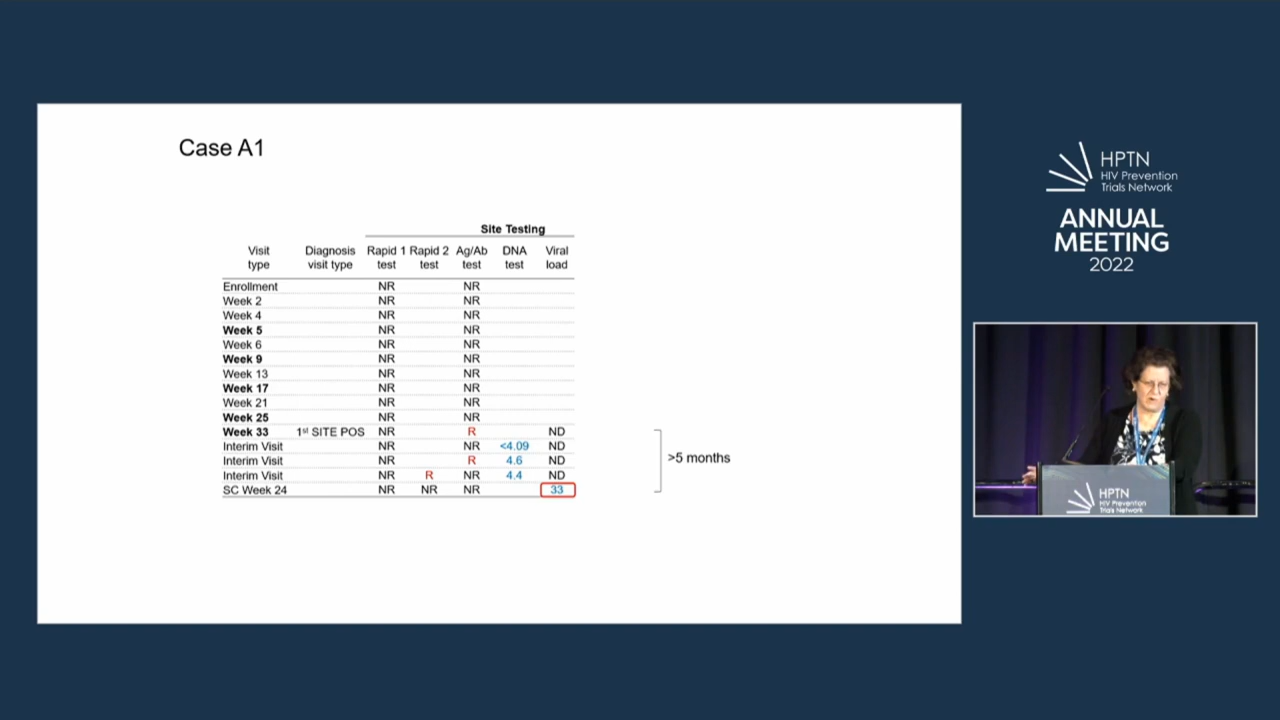 Case A1
Site Testing
Visit type Diagnosis visit type Rapid 1 test Rapid 2 test Ag/Ab test DNA test Viral load
Enrollment NR NR
Week 2 NR NR
Week 4 NR NR
Week 5 NR NR
Week 6 NR NR
Week 9 NR NR
Week 13 NR NR
Week 17 NR NR
Week 21 NR NR
Week 25 NR NR
Week 33 1st SITE POS NR R ND
Interim Visit NR NR <4.09 ND
Interim Visit NR R 4.6 ND
Interim Visit NR R NR 4.4 ND
SC Week 24 NR NR NR 33
>5 months
HPTN
HIV Prevention
Trials Network
ANNUAL
MEETING
2022
HPTN
HIV Prevention
Trials Network